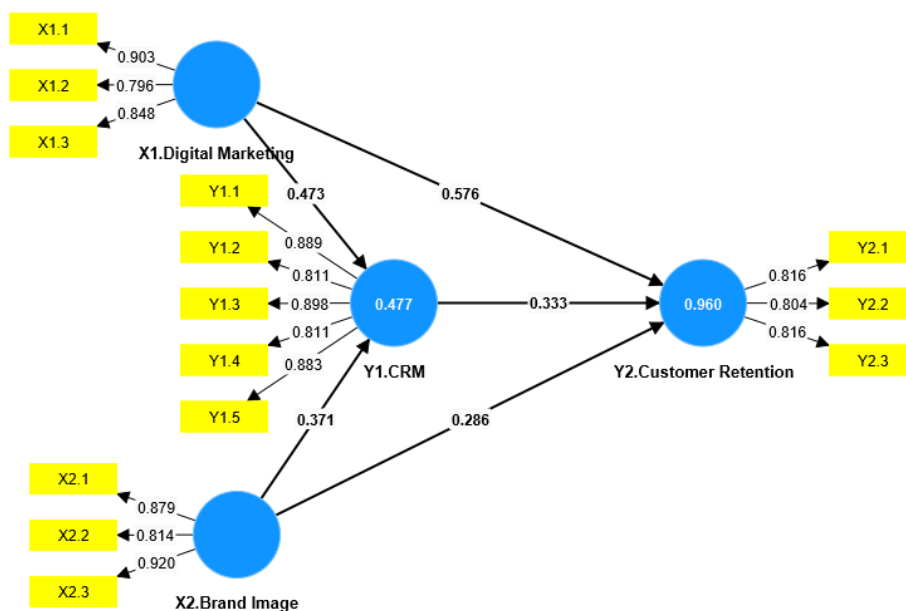 X1.1
0.903
X1.2
0.796
X1.3
0.848
X1.Digital Marketing
0.473
0.576
Y1.1
0.889
Y1.2
0.811
Y1.3
0.898
Y1.4
0.811
Y1.5
0.883
0.477
Y1.CRM
0.333
0.960
Y2.Customer Retention
0.816
Y2.1
0.804
Y2.2
0.816
Y2.3
0.371
0.286
X2.1
0.879
X2.2
0.814
X2.3
0.920
X2.Brand Image